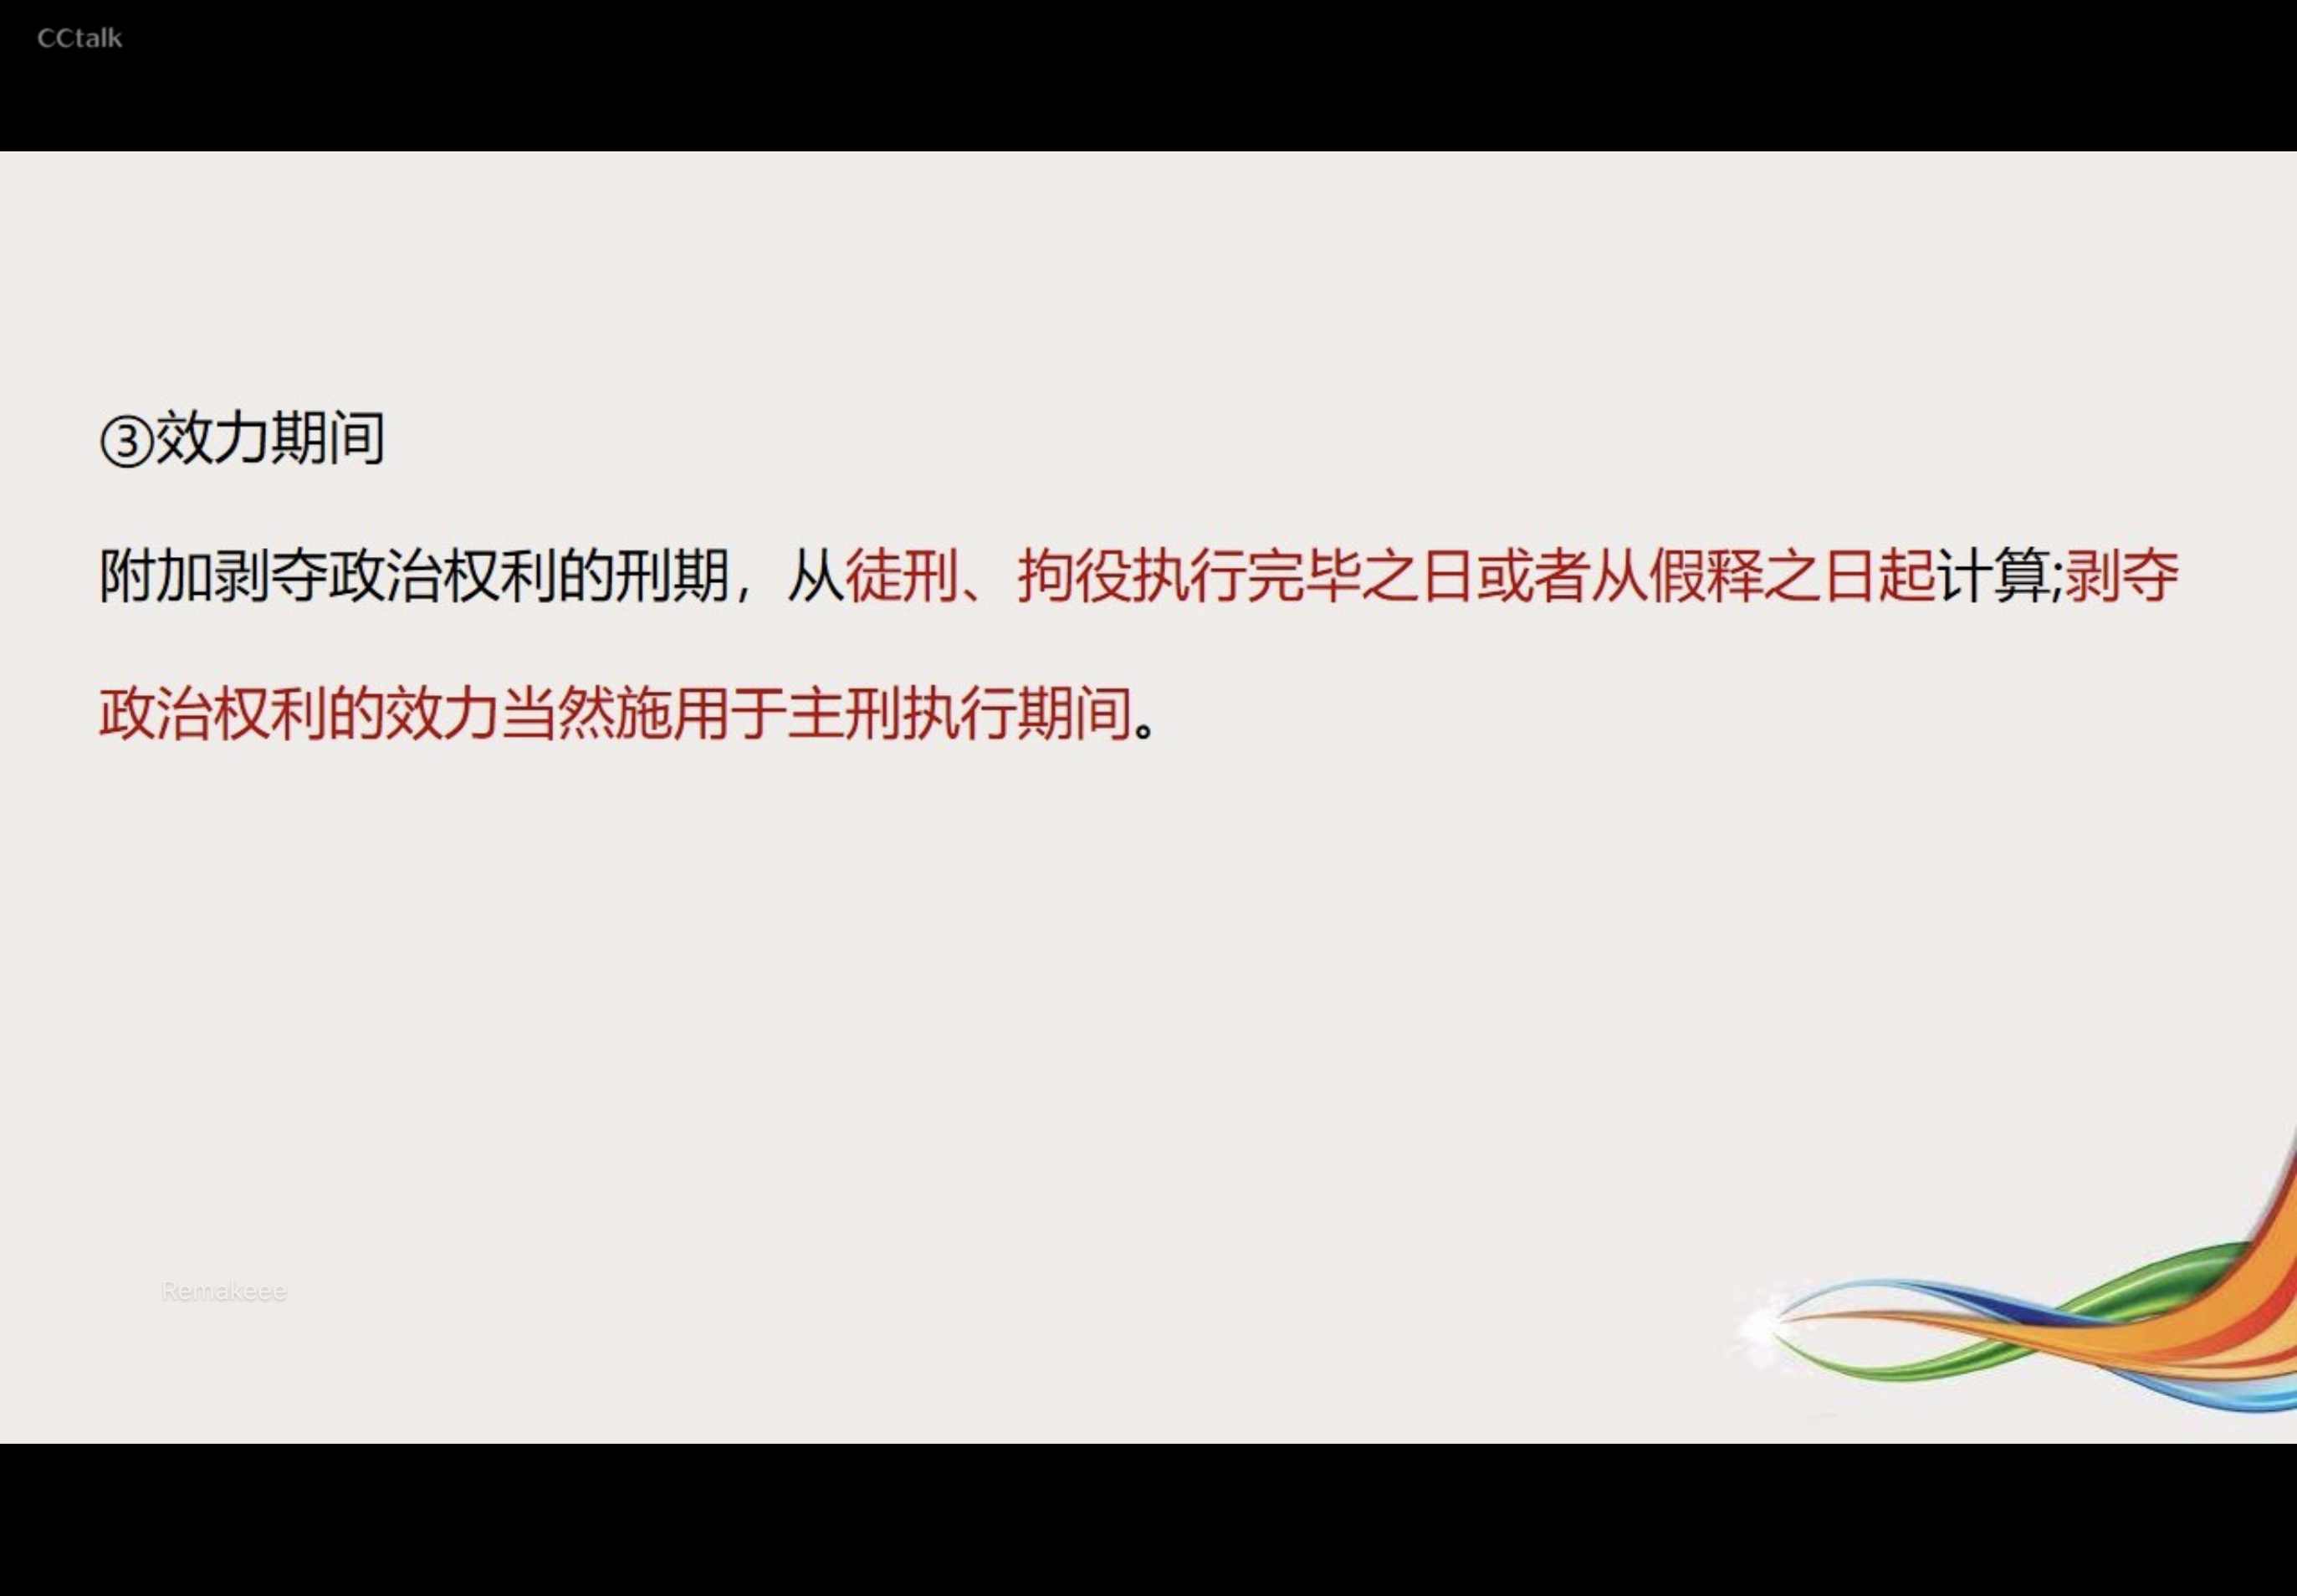 CCtalk
③效力期间
附加剥夺政治权利的刑期，从徒刑、拘役执行完毕之日或者从假释之日起计算;剥夺
政治权利的效力当然施用于主刑执行期间。
Remakeee